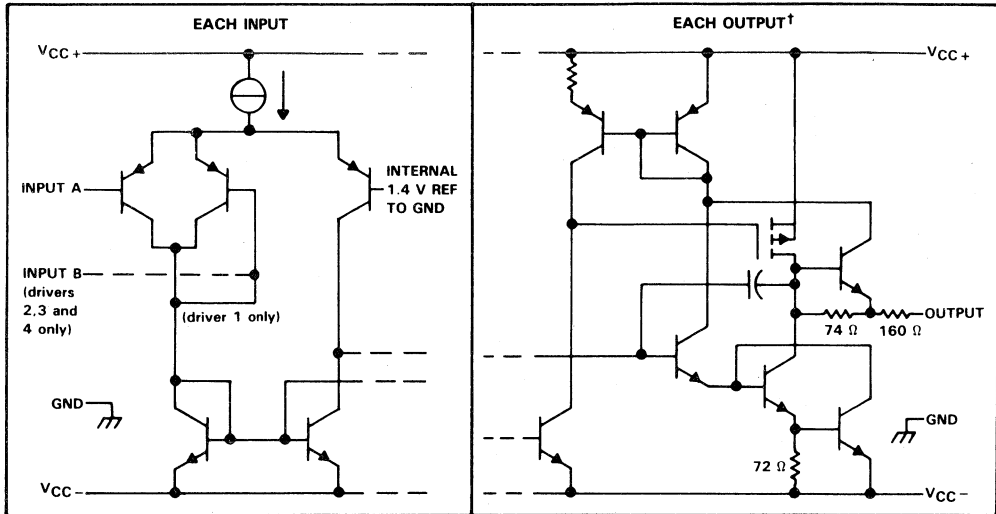 EACH INPUT
VCC+
INPUT A
INTERNAL
1.4 V REF
TO GND
INPUT B
(drivers
2,3 and
4 only)
(driver 1 only)
GND
VCC–
EACH OUTPUT†
VCC+
OUTPUT
74 Ω
160 Ω
GND
72 Ω
VCC–